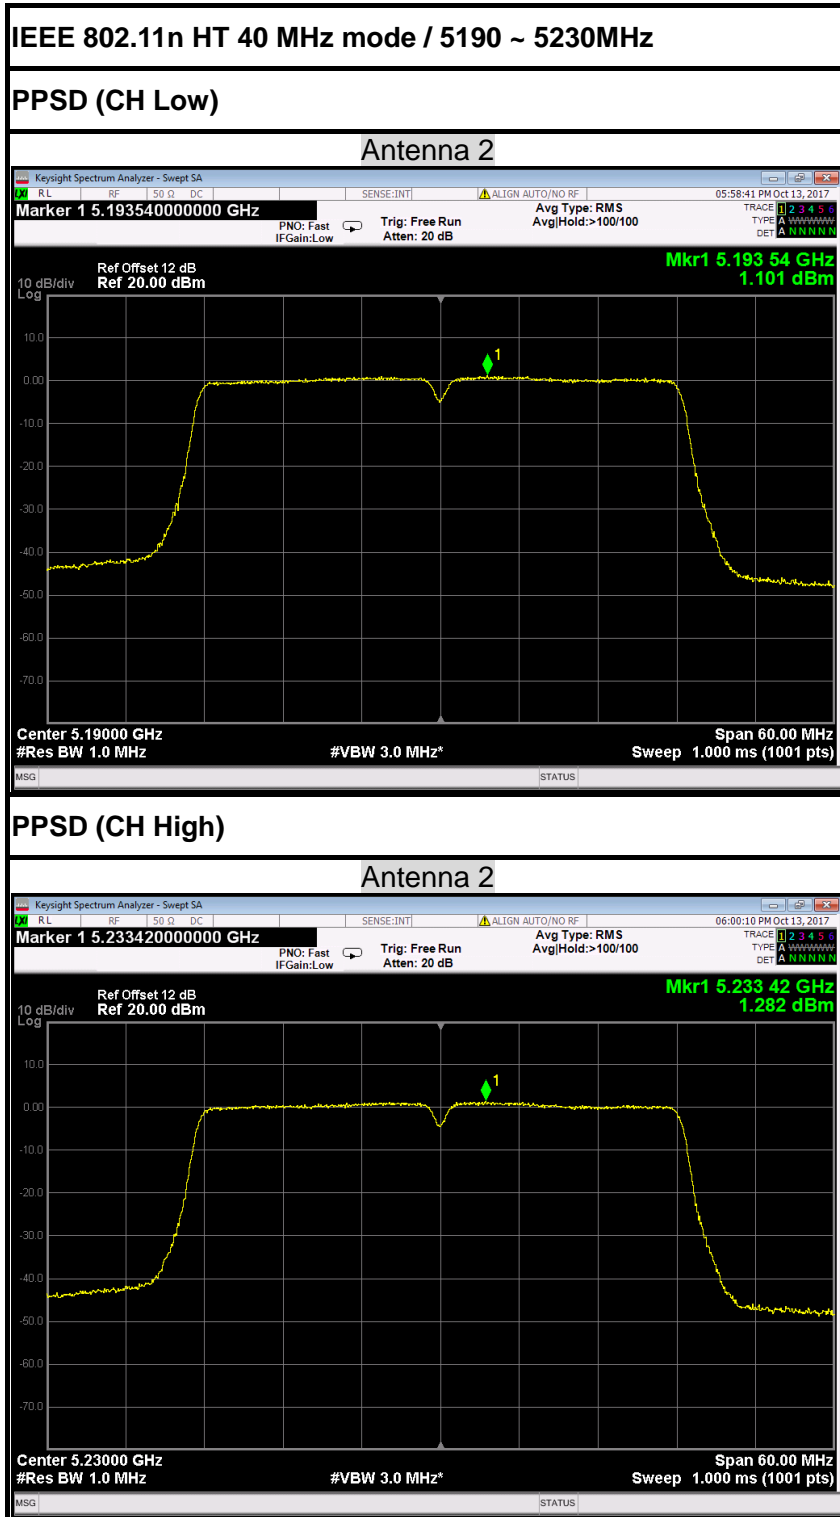 IEEE 802.11n HT 40 MHz mode / 5190 ~ 5230MHz
PPSD (CH Low)
Antenna 2
Keysight Spectrum Analyzer - Swept SA
LXI RL RF 50 Ω DC SENSE:INT ALIGN AUTO/NO RF 05:58:41 PM Oct 13, 2017
Marker 1 5.193540000000 GHz
PNO: Fast
IFGain:Low
Trig: Free Run
Atten: 20 dB
Avg Type: RMS
Avg|Hold:>100/100
TRACE 1 2 3 4 5 6
TYPE A WWWWW
DET A N N N N N
Mkr1 5.193 54 GHz
1.101 dBm
Ref Offset 12 dB
10 dB/div Ref 20.00 dBm
Log
1
10.0
0.00
-10.0
-20.0
-30.0
-40.0
-50.0
-60.0
-70.0
Center 5.19000 GHz Span 60.00 MHz
#Res BW 1.0 MHz #VBW 3.0 MHz* Sweep 1.000 ms (1001 pts)
MSG STATUS
PPSD (CH High)
Antenna 2
Keysight Spectrum Analyzer - Swept SA
LXI RL RF 50 Ω DC SENSE:INT ALIGN AUTO/NO RF 06:00:10 PM Oct 13, 2017
Marker 1 5.233420000000 GHz
PNO: Fast
IFGain:Low
Trig: Free Run
Atten: 20 dB
Avg Type: RMS
Avg|Hold:>100/100
TRACE 1 2 3 4 5 6
TYPE A WWWWW
DET A N N N N N
Mkr1 5.233 42 GHz
1.282 dBm
Ref Offset 12 dB
10 dB/div Ref 20.00 dBm
Log
1
10.0
0.00
-10.0
-20.0
-30.0
-40.0
-50.0
-60.0
-70.0
Center 5.23000 GHz Span 60.00 MHz
#Res BW 1.0 MHz #VBW 3.0 MHz* Sweep 1.000 ms (1001 pts)
MSG STATUS